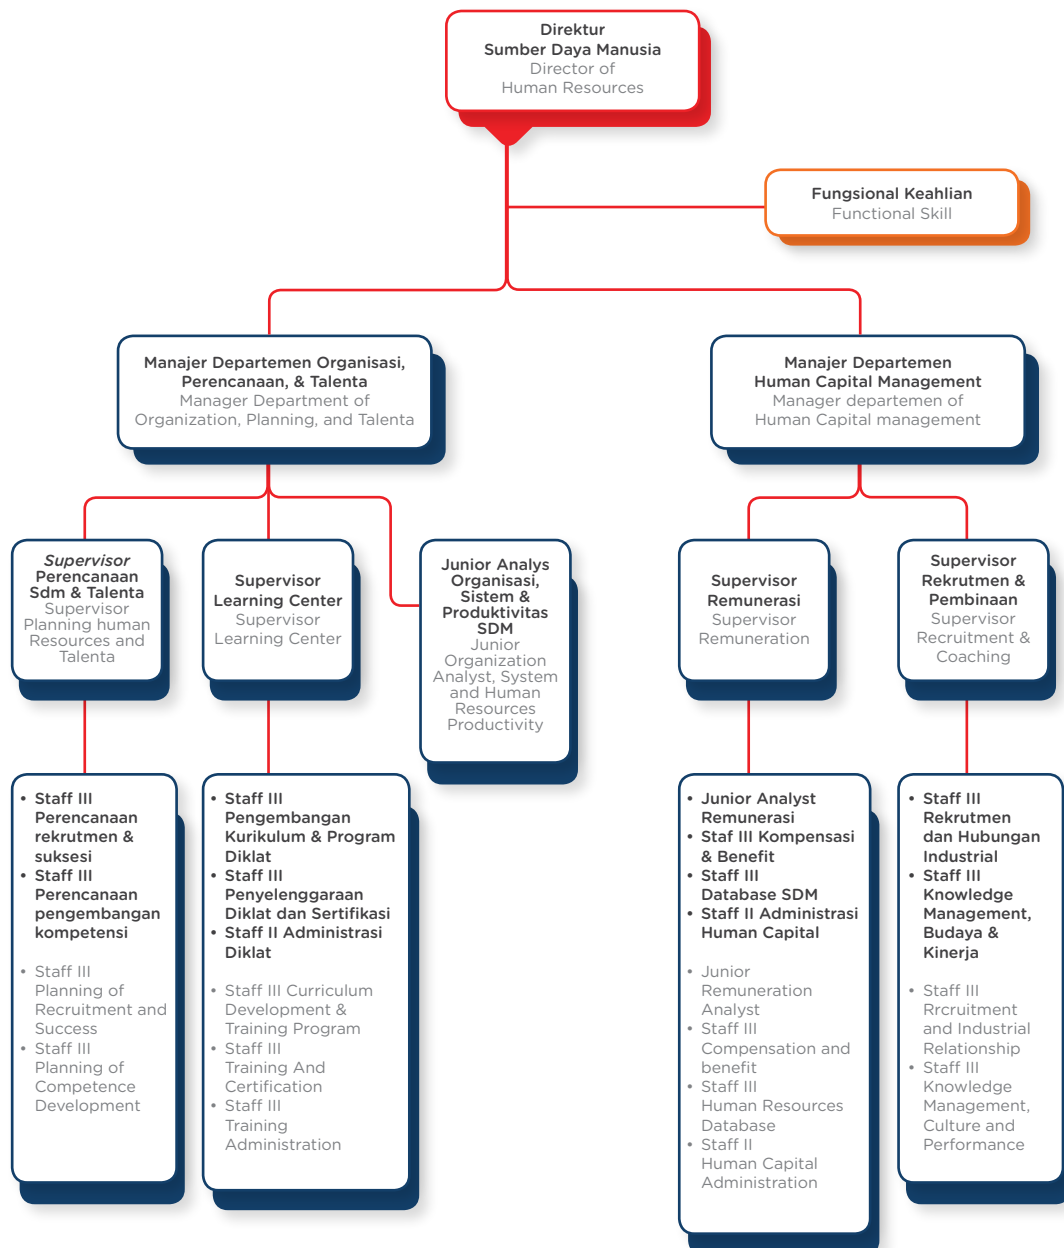 Direktur
Sumber Daya Manusia
Director of
Human Resources
Fungsional Keahlian
Functional Skill
Manajer Departemen Organisasi,
Perencanaan, & Talenta
Manager Department of
Organization, Planning, and Talenta
Manajer Departemen
Human Capital Management
Manager departemen of
Human Capital management
Supervisor
Perencanaan
Sdm & Talenta
Supervisor
Planning human
Resources and
Talenta
Supervisor
Learning Center
Supervisor
Learning Center
Junior Analys
Organisasi,
Sistem &
Produktivitas
SDM
Junior
Organization
Analyst, System
and Human
Resources
Productivity
Supervisor
Remunerasi
Supervisor
Remuneration
Supervisor
Rekrutmen &
Pembinaan
Supervisor
Recruitment &
Coaching
• Staff III
Perencanaan
rekrutmen &
suksesi
• Staff III
Perencanaan
pengembangan
kompetensi
• Staff III
Planning of
Recruitment and
Success
• Staff III
Planning of
Competence
Development
• Staff III
Pengembangan
Kurikulum & Program
Diklat
• Staff III
Penyelenggaraan
Diklat dan Sertifikasi
• Staff II Administrasi
Diklat
• Staff III Curriculum
Development &
Training Program
• Staff III
Training And
Certification
• Staff III
Training
Administration
• Junior Analyst
Remunerasi
• Staf III Kompensasi
& Benefit
• Staff III
Database SDM
• Staff II Administrasi
Human Capital
• Junior
Remuneration
Analyst
• Staff III
Compensation and
benefit
• Staff III
Human Resources
Database
• Staff II
Human Capital
Administration
• Staff III
Rekrutmen
dan Hubungan
Industrial
• Staff III
Knowledge
Management,
Budaya &
Kinerja
• Staff III
Rrcruitment
and Industrial
Relationship
• Staff III
Knowledge
Management,
Culture and
Performance